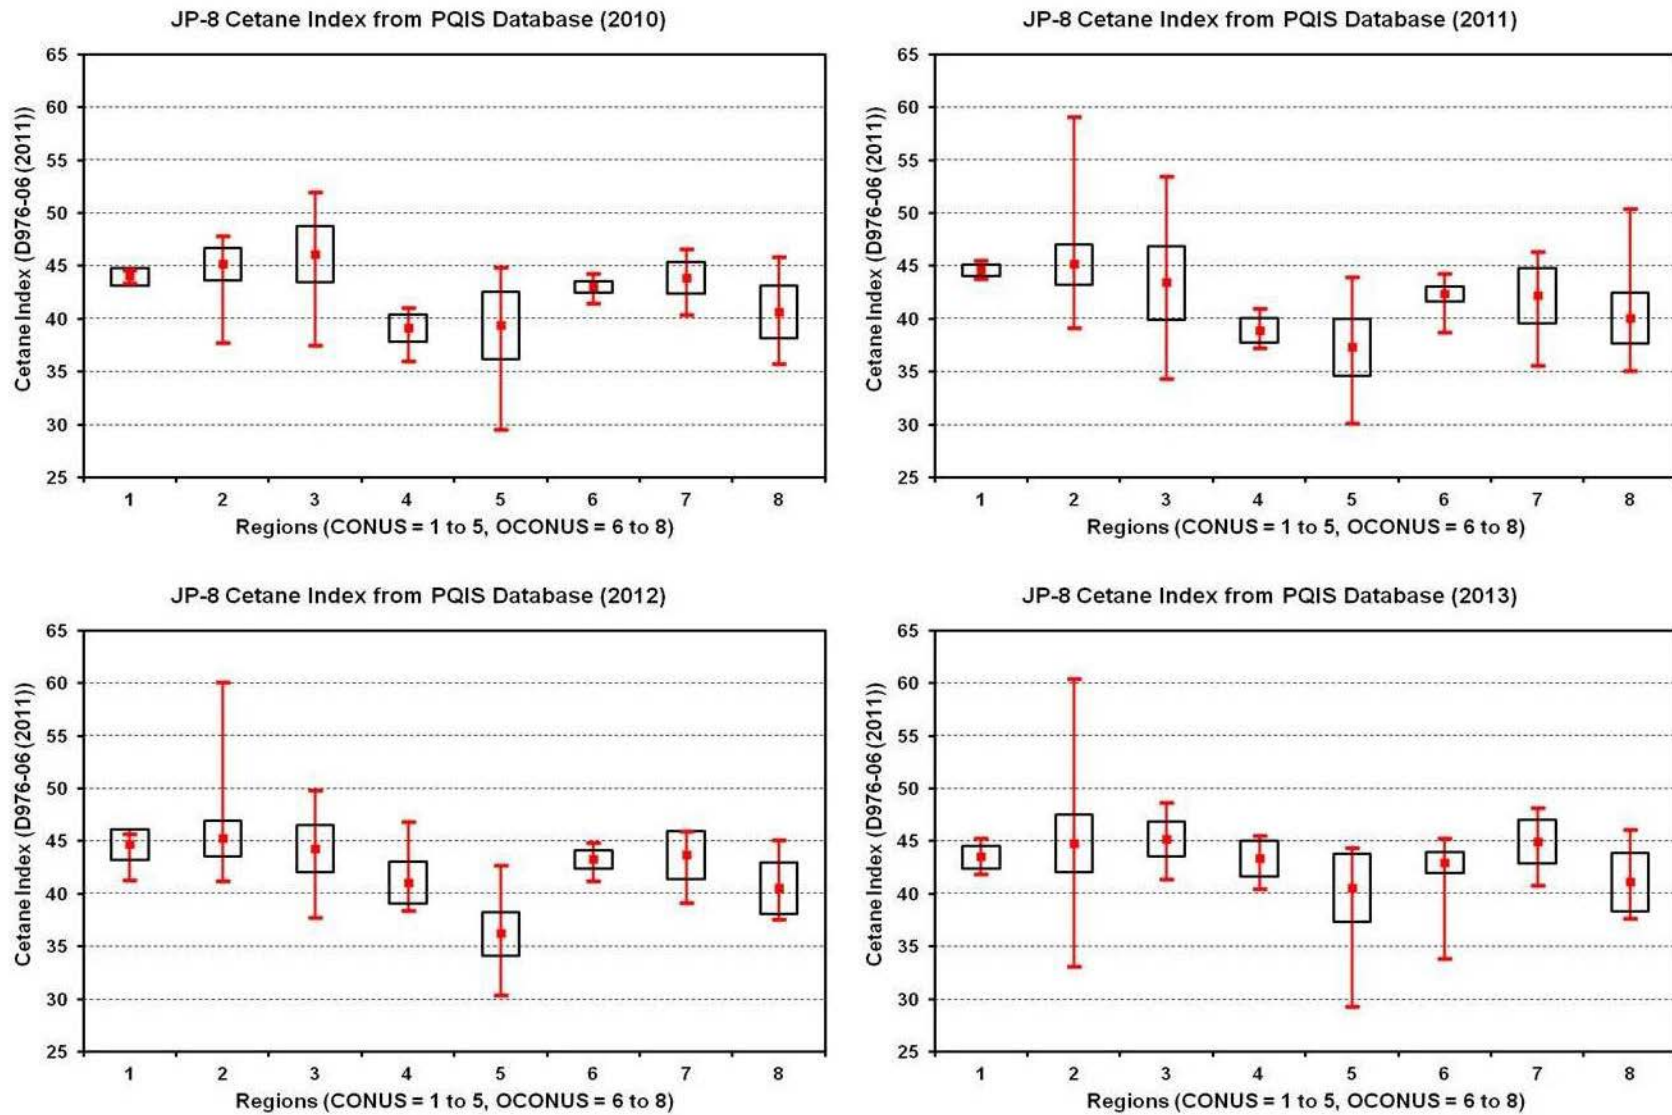 JP-8 Cetane Index from PQIS Database (2010)
Cetane Index (D976-06 (2011))
65
60
55
50
45
40
35
30
25
1 2 3 4 5 6 7 8
Regions (CONUS = 1 to 5, OCONUS = 6 to 8)
JP-8 Cetane Index from PQIS Database (2011)
Cetane Index (D976-06 (2011))
65
60
55
50
45
40
35
30
25
1 2 3 4 5 6 7 8
Regions (CONUS = 1 to 5, OCONUS = 6 to 8)
JP-8 Cetane Index from PQIS Database (2012)
Cetane Index (D976-06 (2011))
65
60
55
50
45
40
35
30
25
1 2 3 4 5 6 7 8
Regions (CONUS = 1 to 5, OCONUS = 6 to 8)
JP-8 Cetane Index from PQIS Database (2013)
Cetane Index (D976-06 (2011))
65
60
55
50
45
40
35
30
25
1 2 3 4 5 6 7 8
Regions (CONUS = 1 to 5, OCONUS = 6 to 8)